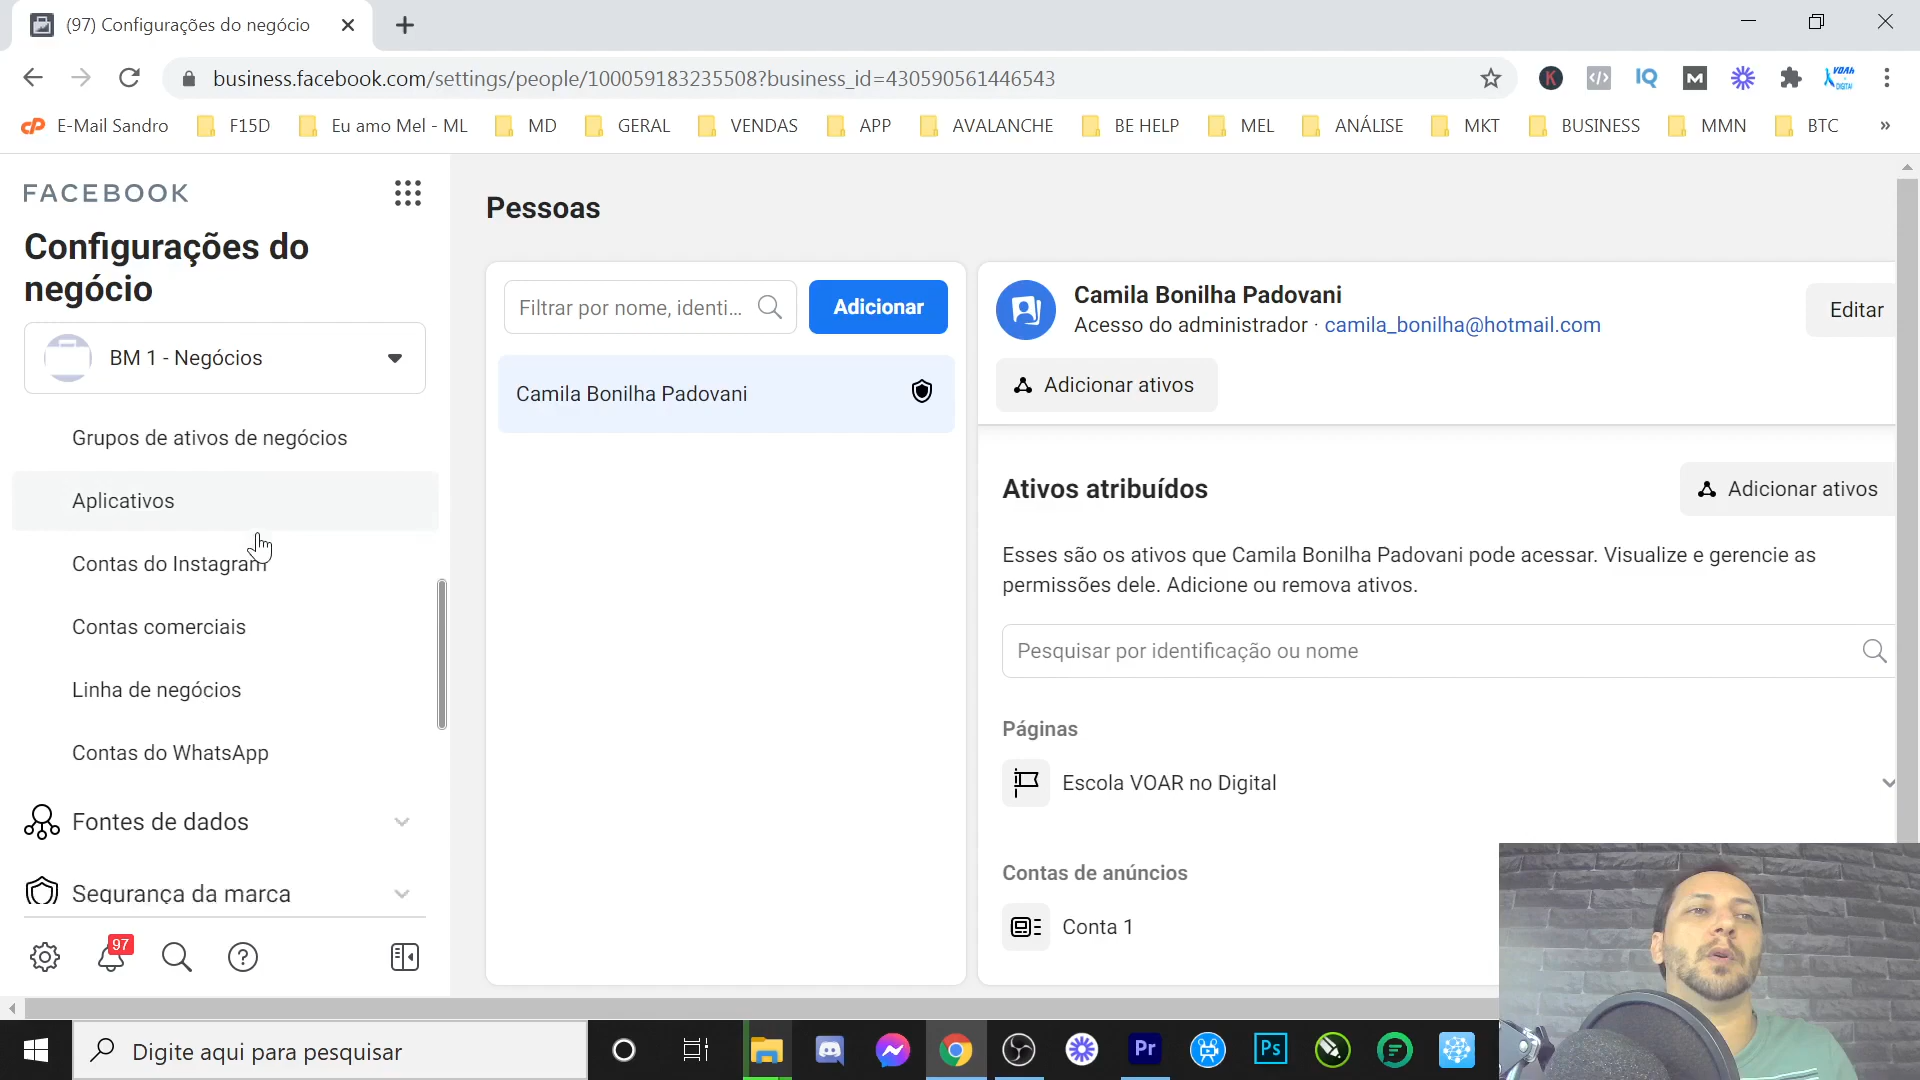 (97) Configurações do negócio
business.facebook.com/settings/people/100059183235508?business_id=430590561446543
K
</>
IQ
M
VOAR
DIGITAL
cP E-Mail Sandro
F15D
Eu amo Mel - ML
MD
GERAL
VENDAS
APP
AVALANCHE
BE HELP
MEL
ANÁLISE
MKT
BUSINESS
MMN
BTC
»
FACEBOOK
Configurações do
negócio
BM 1 - Negócios
Grupos de ativos de negócios
Aplicativos
Contas do Instagram
Contas comerciais
Linha de negócios
Contas do WhatsApp
Fontes de dados
Segurança da marca
97
?
Pessoas
Filtrar por nome, identi...
Adicionar
Camila Bonilha Padovani
Camila Bonilha Padovani
Acesso do administrador · camila_bonilha@hotmail.com
Editar
Adicionar ativos
Ativos atribuídos
Adicionar ativos
Esses são os ativos que Camila Bonilha Padovani pode acessar. Visualize e gerencie as
permissões dele. Adicione ou remova ativos.
Pesquisar por identificação ou nome
Páginas
Escola VOAR no Digital
Contas de anúncios
Conta 1
Digite aqui para pesquisar
Pr
Ps